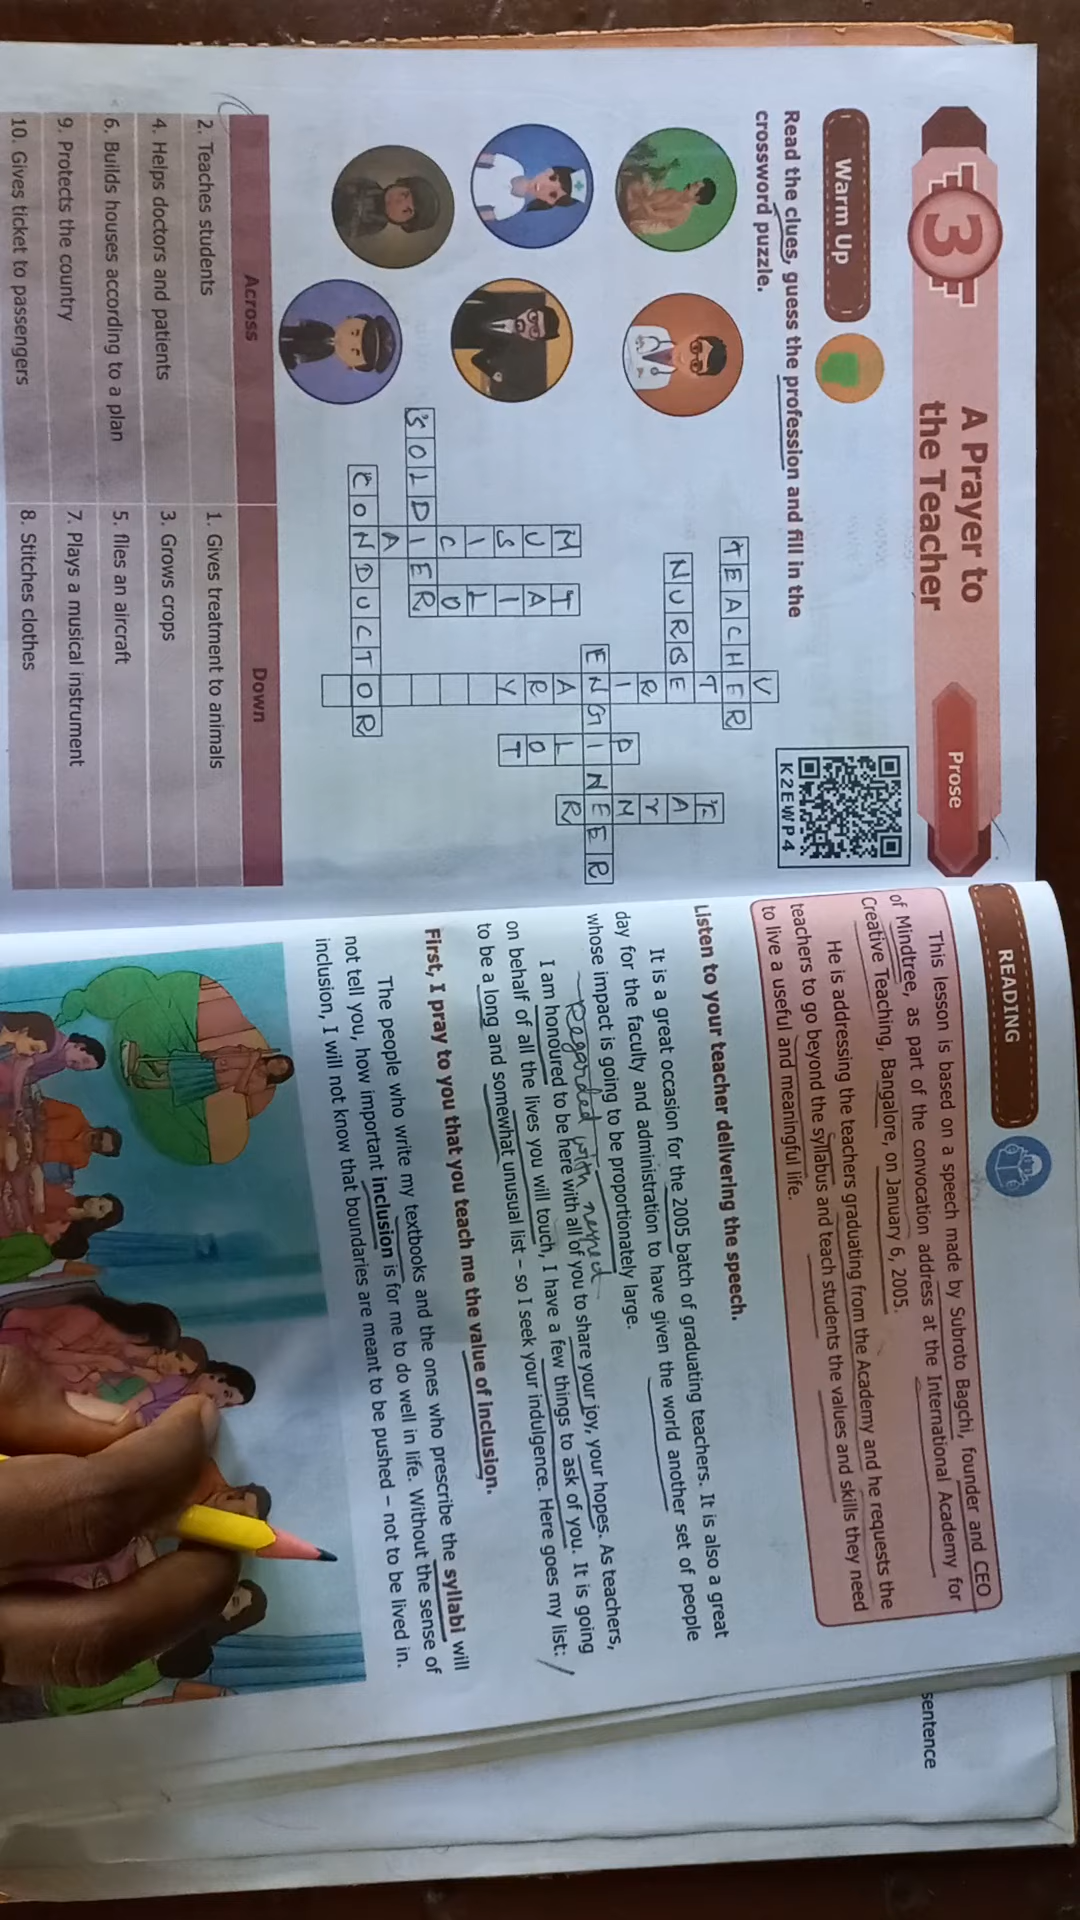 3
A Prayer to
the Teacher
Prose
Warm Up
K2EWP4
Read the clues, guess the profession and fill in the
crossword puzzle.
TEACHER
NURSE
ENGINEER
SOLDIER
CONDUCTOR
Across
Down
2. Teaches students
1. Gives treatment to animals
4. Helps doctors and patients
3. Grows crops
6. Builds houses according to a plan
5. flies an aircraft
9. Protects the country
7. Plays a musical instrument
10. Gives ticket to passengers
8. Stitches clothes
READING
This lesson is based on a speech made by Subroto Bagchi, founder and CEO
of Mindtree, as part of the convocation address at the International Academy for
Creative Teaching, Bangalore, on January 6, 2005.
He is addressing the teachers graduating from the Academy and he requests the
teachers to go beyond the syllabus and teach students the values and skills they need
to live a useful and meaningful life.
Listen to your teacher delivering the speech.
It is a great occasion for the 2005 batch of graduating teachers. It is also a great
day for the faculty and administration to have given the world another set of people
whose impact is going to be proportionately large.
Regarded with
I am honoured to be here with all of you to share your joy, your hopes. As teachers,
on behalf of all the lives you will touch, I have a few things to ask of you. It is going
to be a long and somewhat unusual list – so I seek your indulgence. Here goes my list:
First, I pray to you that you teach me the value of inclusion.
The people who write my textbooks and the ones who prescribe the syllabi will
not tell you, how important inclusion is for me to do well in life. Without the sense of
inclusion, I will not know that boundaries are meant to be pushed – not to be lived in.
sentence